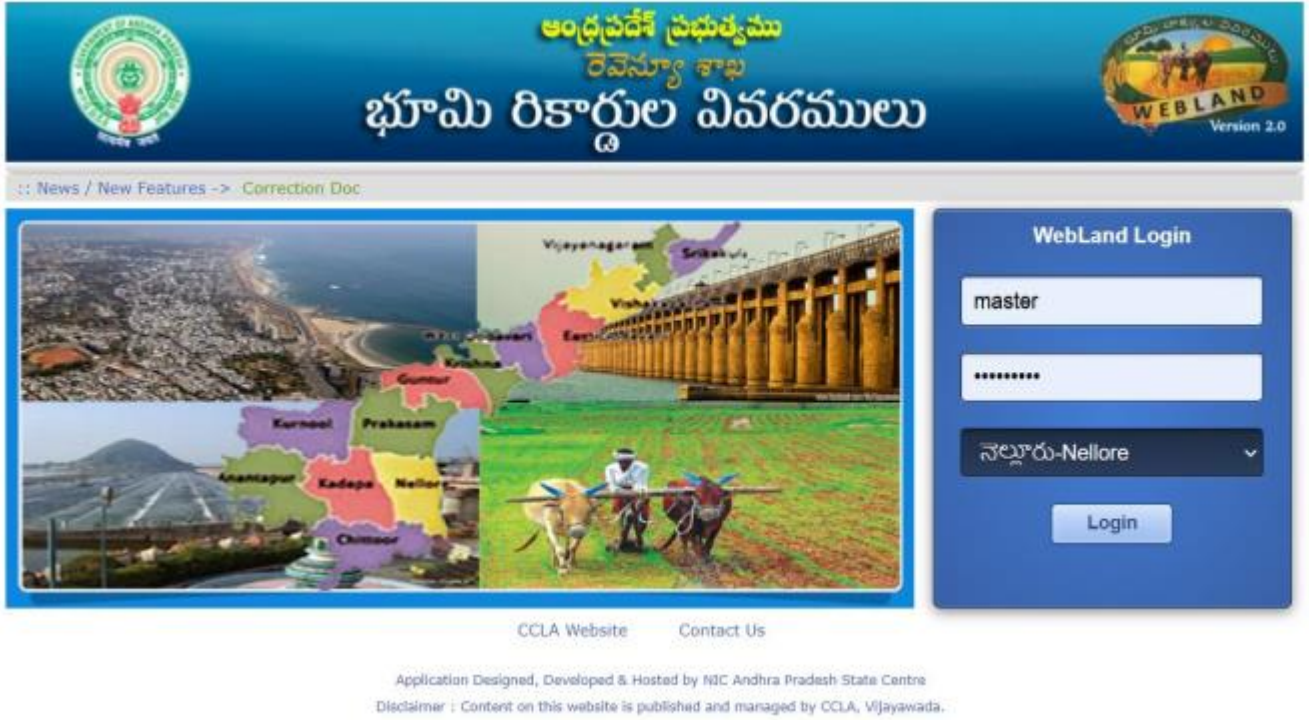 ఆంధ్రప్రదేశ్ ప్రభుత్వము
రెవెన్యూ శాఖ
భూమి రికార్డుల వివరములు
WEBLAND
Version 2.0
:: News / New Features -> Correction Doc
Vijayanagaram
Guntur
Krishna
Kurnool
Prakasam
Anantapur
Kadapa
Nellore
Chittoor
WebLand Login
master
•••••••••
నెల్లూరు-Nellore
Login
CCLA Website Contact Us
Application Designed, Developed & Hosted by NIC Andhra Pradesh State Centre
Disclaimer : Content on this website is published and managed by CCLA, Vijayawada.